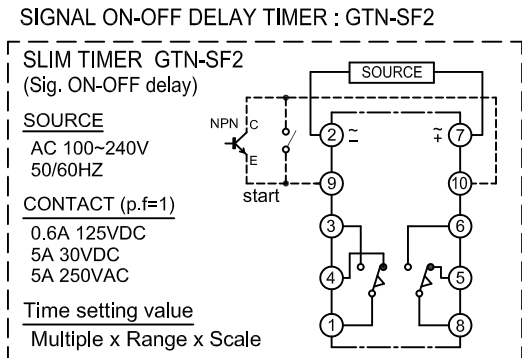 SIGNAL ON-OFF DELAY TIMER : GTN-SF2
SLIM TIMER GTN-SF2
(Sig. ON-OFF delay)
SOURCE
AC 100~240V
50/60HZ
CONTACT (p.f=1)
0.6A 125VDC
5A 30VDC
5A 250VAC
Time setting value
Multiple x Range x Scale
SOURCE
NPN C
E
start
2 ~ −
~ + 7
9
10
3
6
4
5
1
8